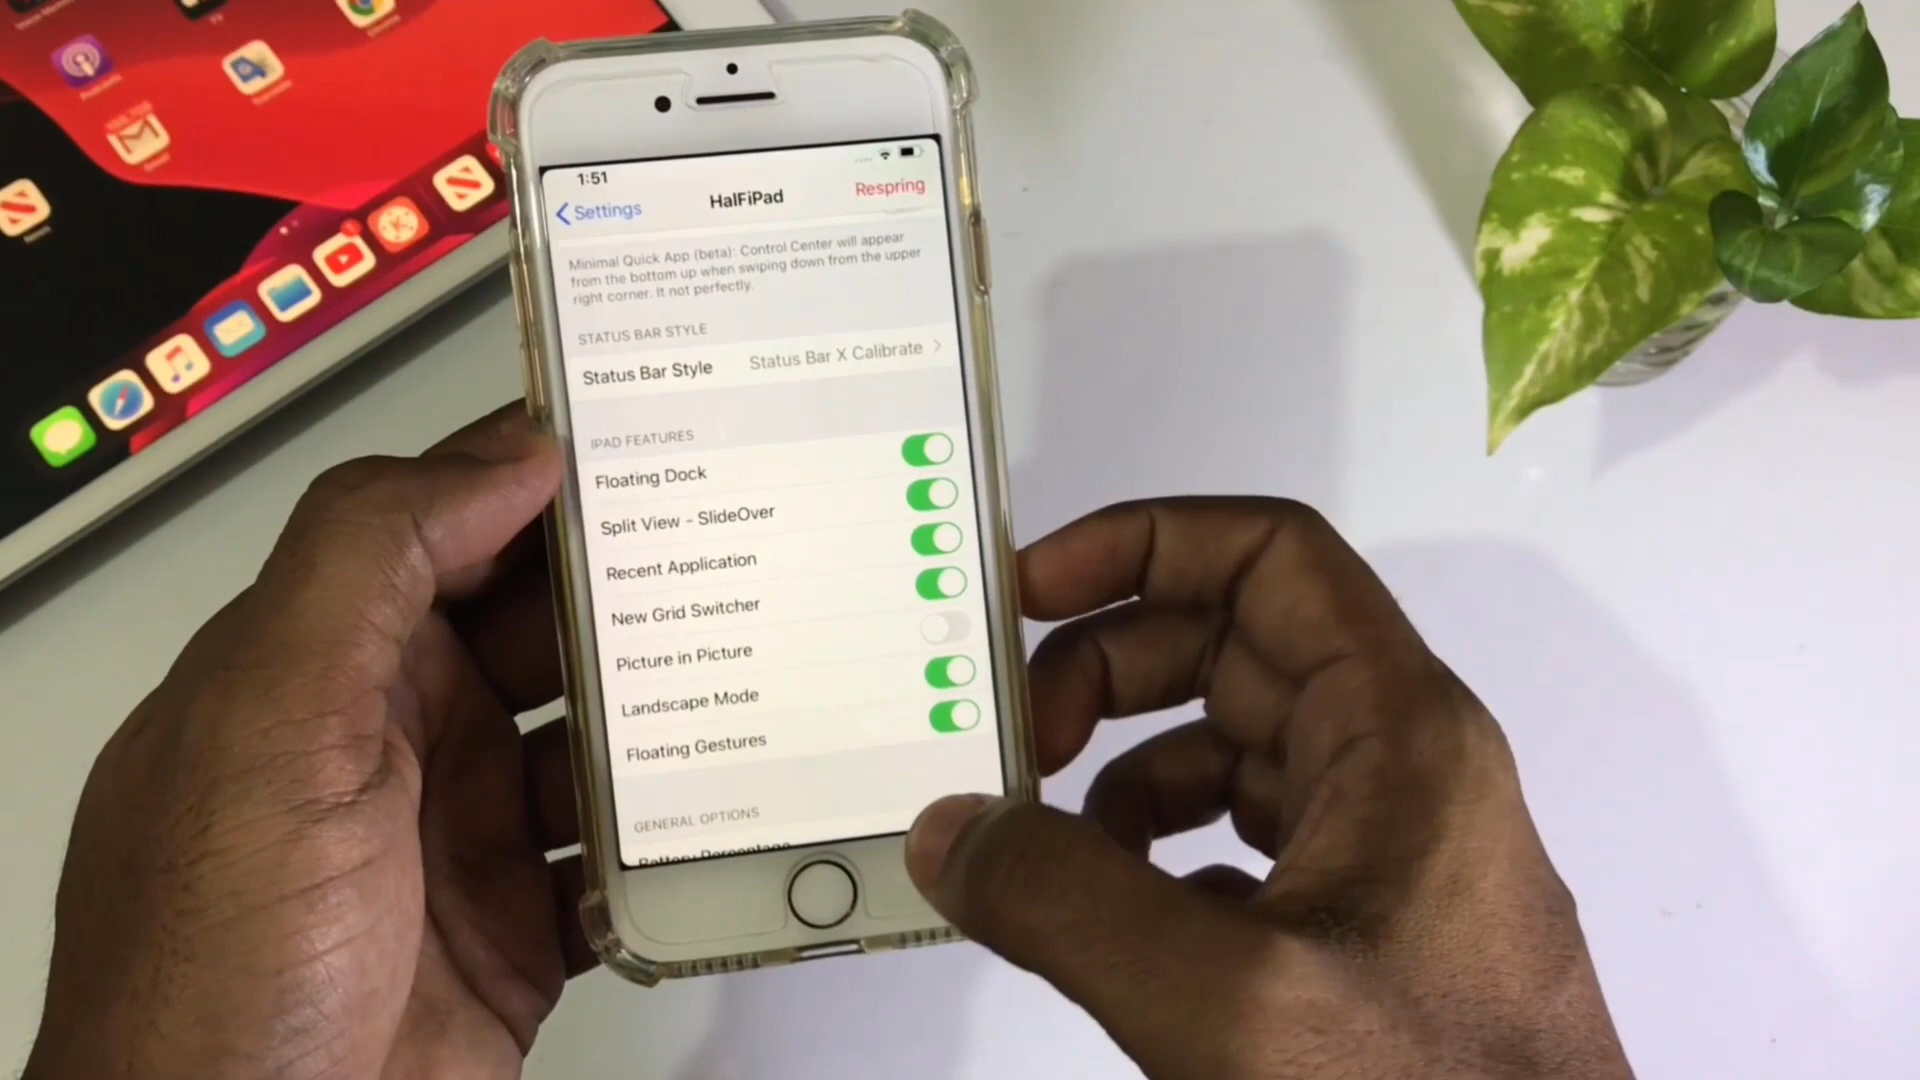 1:51
Settings
HalFiPad
Respring
Minimal Quick App (beta): Control Center will appear
from the bottom up when swiping down from the upper
right corner. It not perfectly.
STATUS BAR STYLE
Status Bar Style Status Bar X Calibrate
IPAD FEATURES
Floating Dock
Split View - SlideOver
Recent Application
New Grid Switcher
Picture in Picture
Landscape Mode
Floating Gestures
GENERAL OPTIONS
Battery Percentage